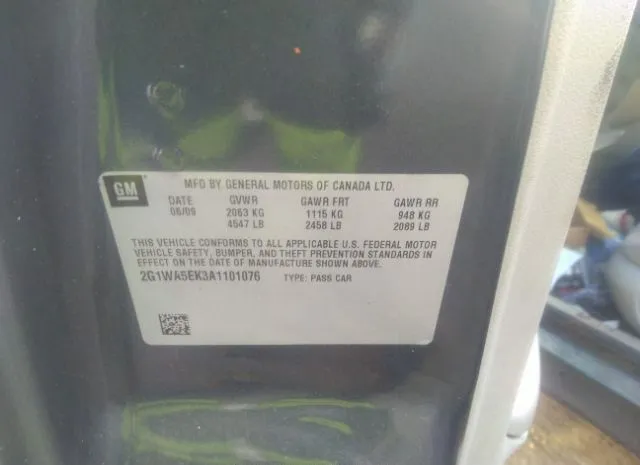 GM
MFD BY GENERAL MOTORS OF CANADA LTD.
DATE GVWR GAWR FRT GAWR RR
06/09 2063 KG 1115 KG 948 KG
4547 LB 2458 LB 2089 LB
THIS VEHICLE CONFORMS TO ALL APPLICABLE U.S. FEDERAL MOTOR
VEHICLE SAFETY, BUMPER, AND THEFT PREVENTION STANDARDS IN
EFFECT ON THE DATE OF MANUFACTURE SHOWN ABOVE.
2G1WA5EK3A1101076 TYPE: PASS CAR